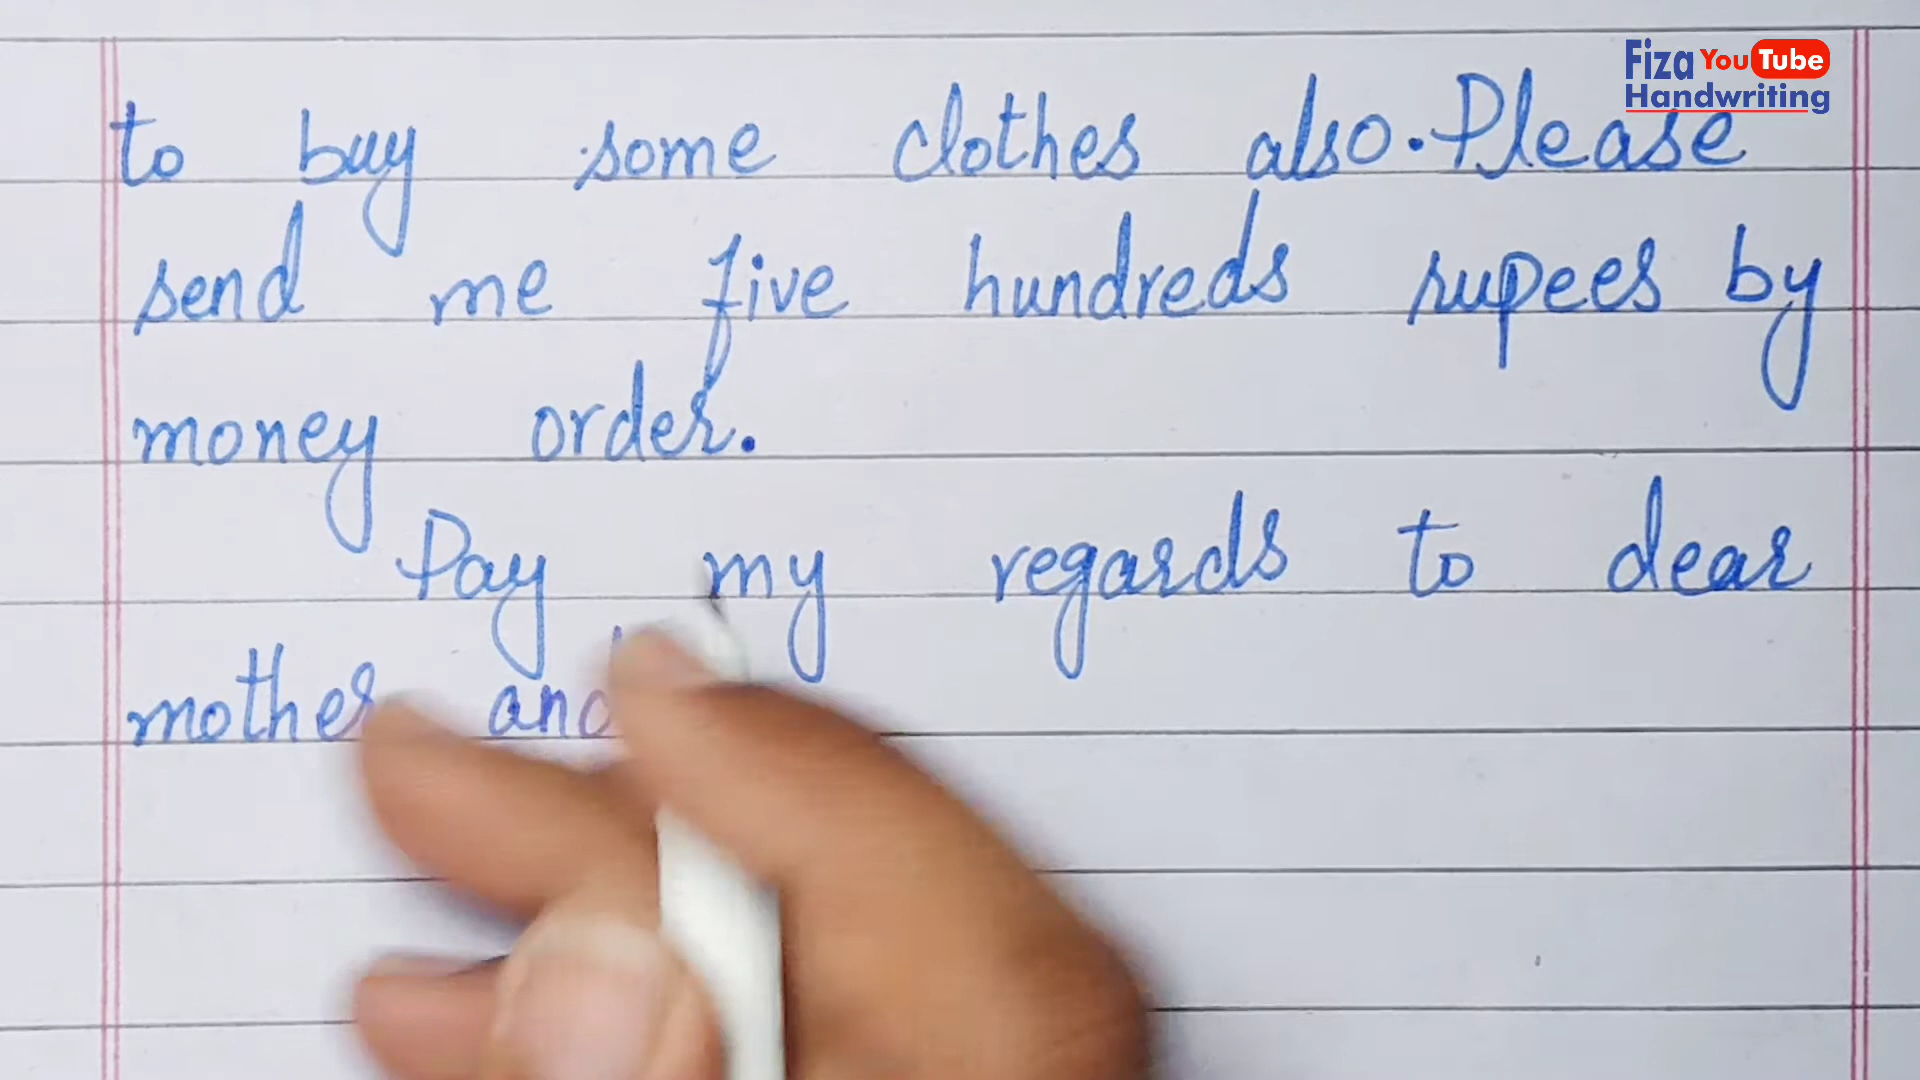 Fiza YouTube
Handwriting
to buy some clothes also. Please
send me five hundreds rupees by
money order.
Pay my regards to dear
mother and